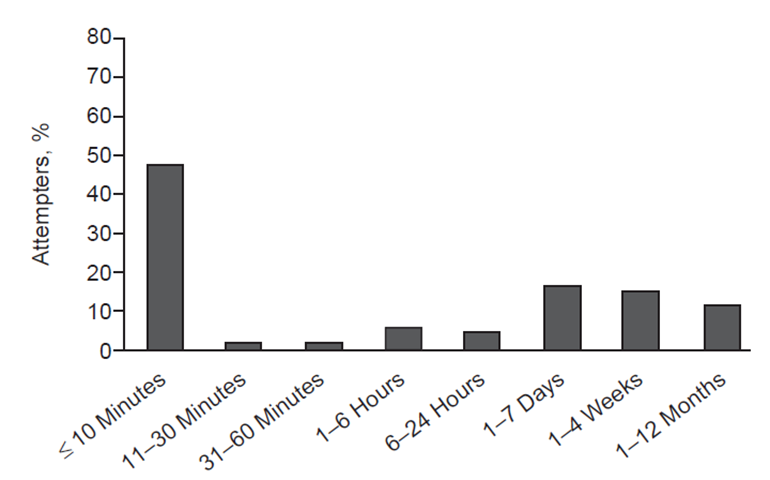 80
70
60
50
40
30
20
10
0
Attempters, %
≤ 10 Minutes
11–30 Minutes
31–60 Minutes
1–6 Hours
6–24 Hours
1–7 Days
1–4 Weeks
1–12 Months